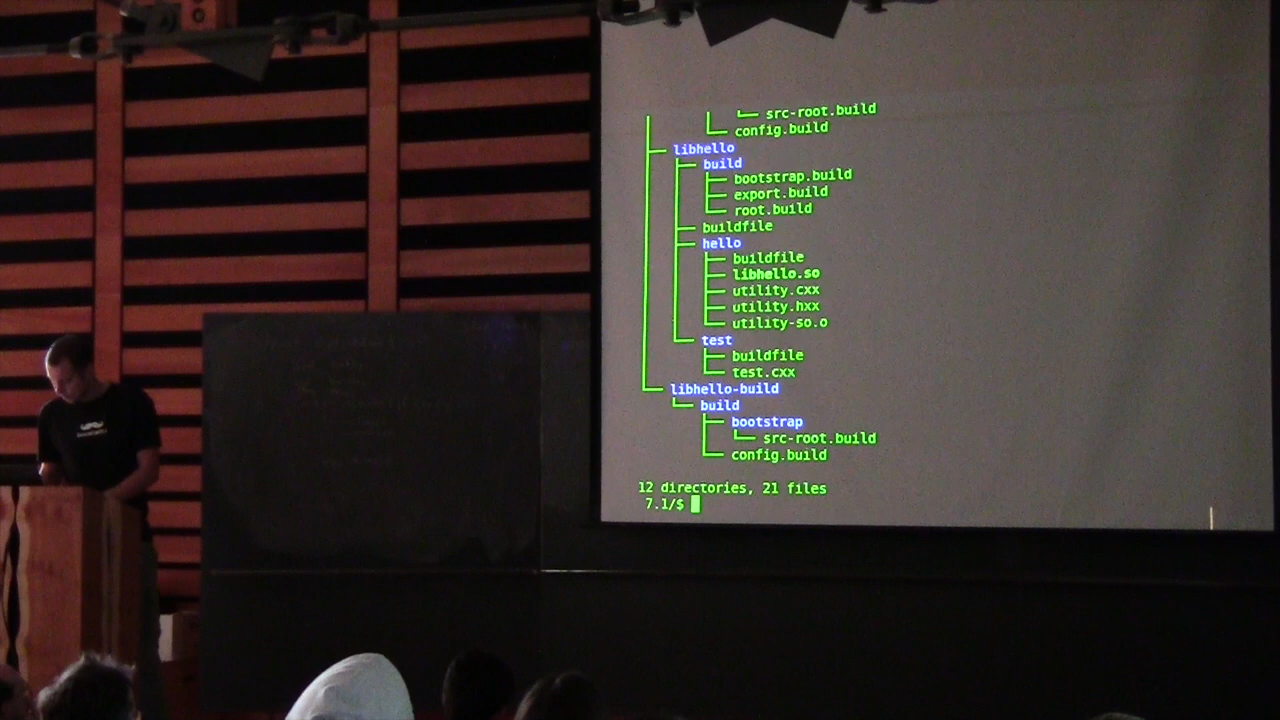 │   │   └── src-root.build
│   └── config.build
├── libhello
│   ├── build
│   │   ├── bootstrap.build
│   │   ├── export.build
│   │   └── root.build
│   ├── buildfile
│   ├── hello
│   │   ├── buildfile
│   │   ├── libhello.so
│   │   ├── utility.cxx
│   │   ├── utility.hxx
│   │   └── utility-so.o
│   └── test
│       ├── buildfile
│       └── test.cxx
└── libhello-build
    └── build
        ├── bootstrap
        │   └── src-root.build
        └── config.build
12 directories, 21 files
7.1/$